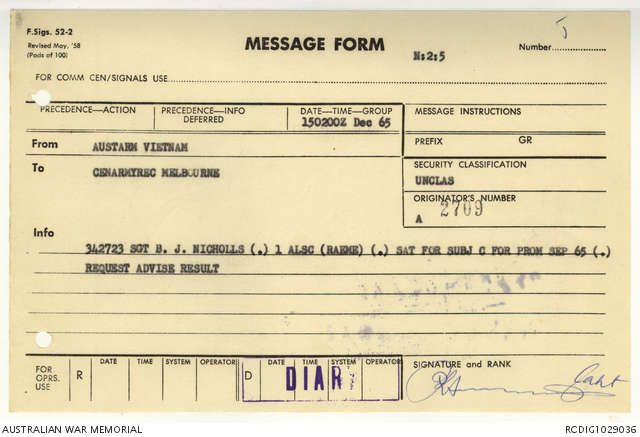 F.Sigs. 52-2
Revised May, '58
(Pads of 100)
MESSAGE FORM
N:2:5
Number 5
FOR COMM CEN/SIGNALS USE
PRECEDENCE—ACTION
PRECEDENCE—INFO
DEFERRED
DATE—TIME—GROUP
150200Z Dec 65
MESSAGE INSTRUCTIONS
From AUSTARM VIETNAM
PREFIX GR
To CENARMYREC MELBOURNE
SECURITY CLASSIFICATION
UNCLAS
ORIGINATOR'S NUMBER
A 2709
Info
342723 SGT B. J. NICHOLLS (.) 1 ALSC (RAEME) (.) SAT FOR SUBJ C FOR PROM SEP 65 (.)
REQUEST ADVISE RESULT
FOR OPRS. USE
R DATE TIME SYSTEM OPERATOR
D DATE TIME SYSTEM OPERATOR
DIARY
SIGNATURE and RANK
Capt
AUSTRALIAN WAR MEMORIAL
RCDIG1029036